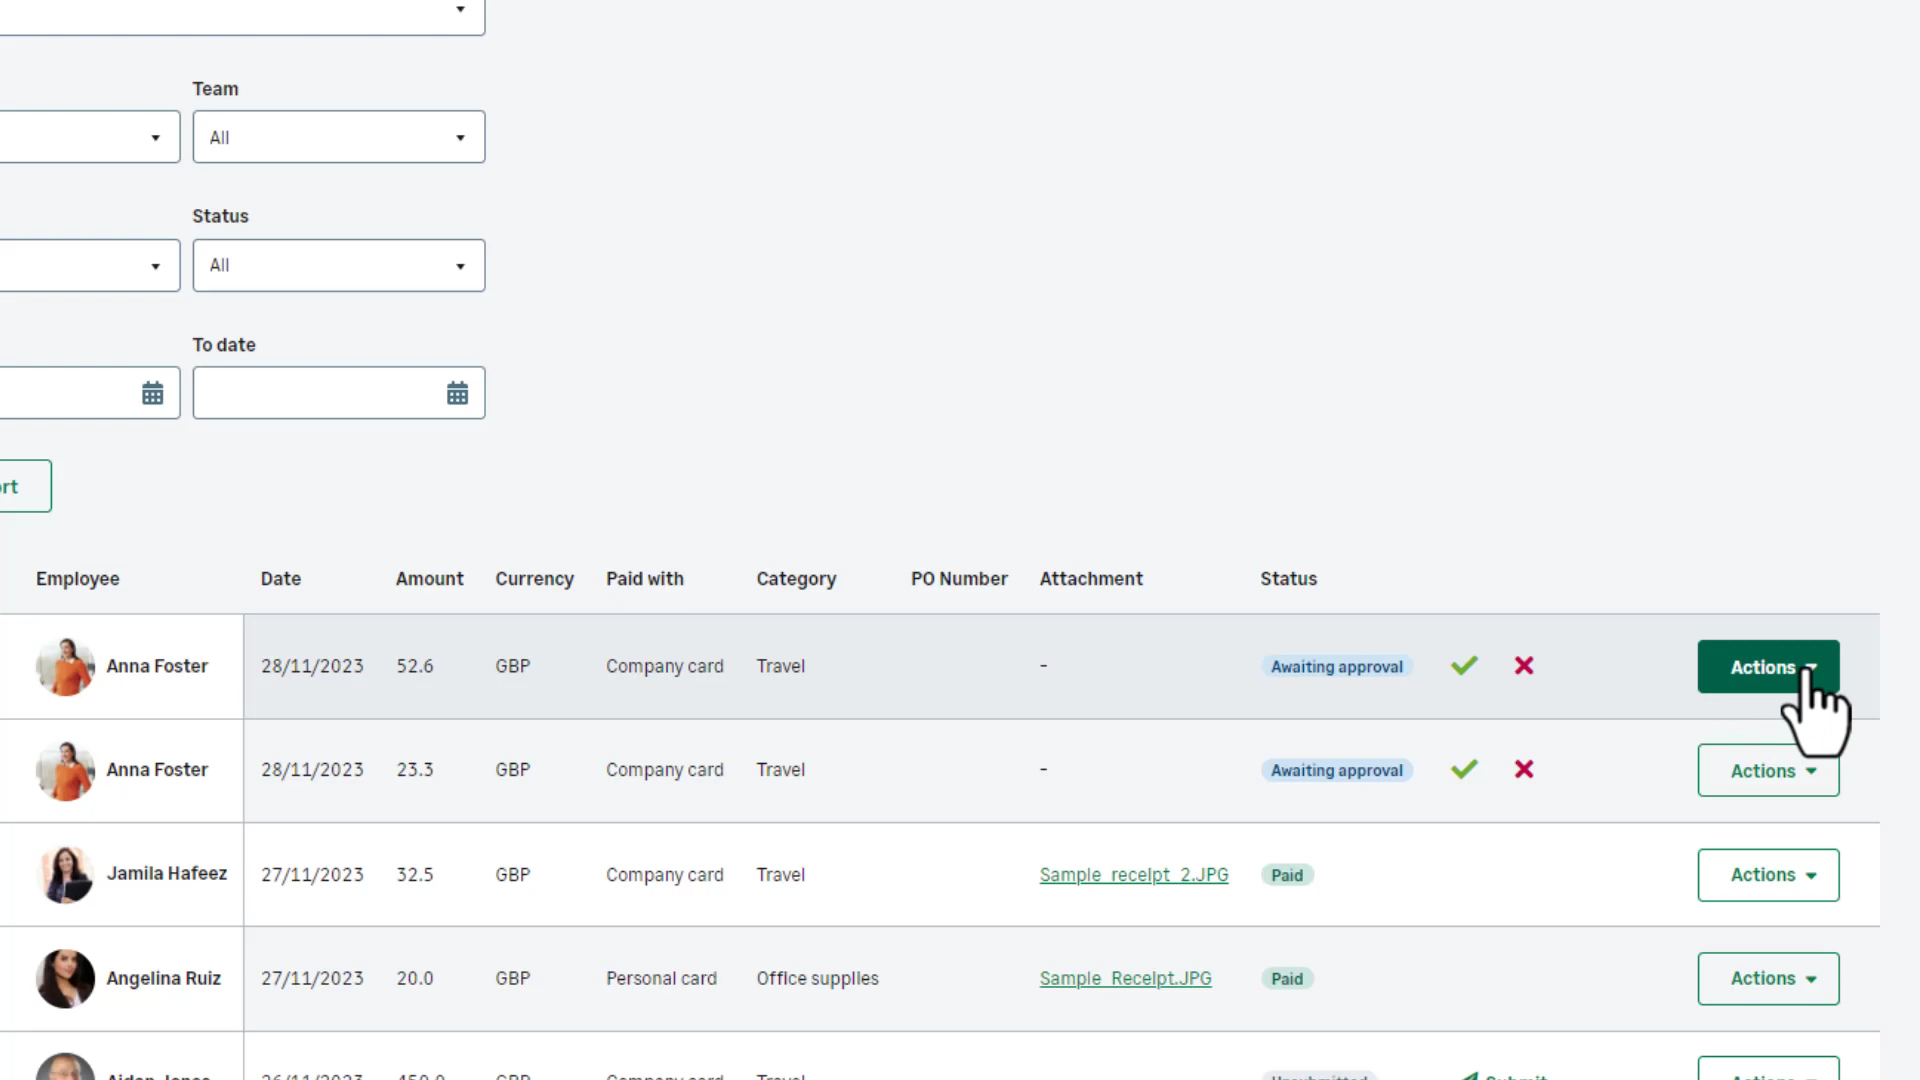 Team
All
Status
All
To date
ort
Employee Date Amount Currency Paid with Category PO Number Attachment Status
Anna Foster 28/11/2023 52.6 GBP Company card Travel - Awaiting approval Actions
Anna Foster 28/11/2023 23.3 GBP Company card Travel - Awaiting approval Actions
Jamila Hafeez 27/11/2023 32.5 GBP Company card Travel Sample_receipt_2.JPG Paid Actions
Angelina Ruiz 27/11/2023 20.0 GBP Personal card Office supplies Sample_Receipt.JPG Paid Actions
26/11/2023 450.0 GBP Company card Travel Unsubmitted Submit Actions